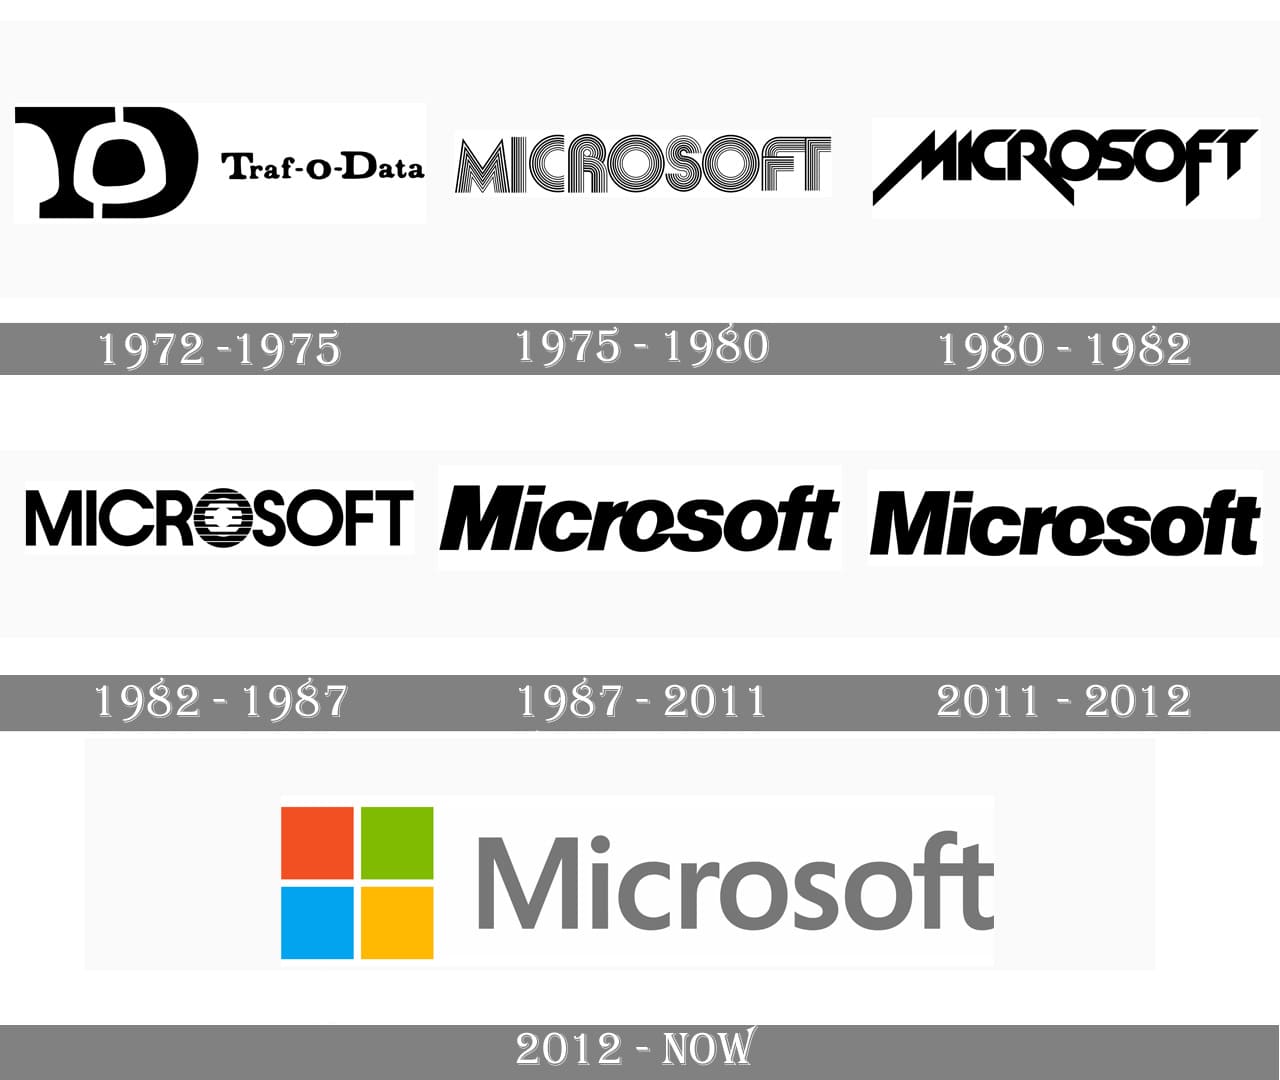 TD Traf-o-Data
MICROSOFT
MICROSOFT
1972 -1975
1975 - 1980
1980 - 1982
MICROSOFT
Microsoft
Microsoft
1982 - 1987
1987 - 2011
2011 - 2012
Microsoft
2012 - NOW